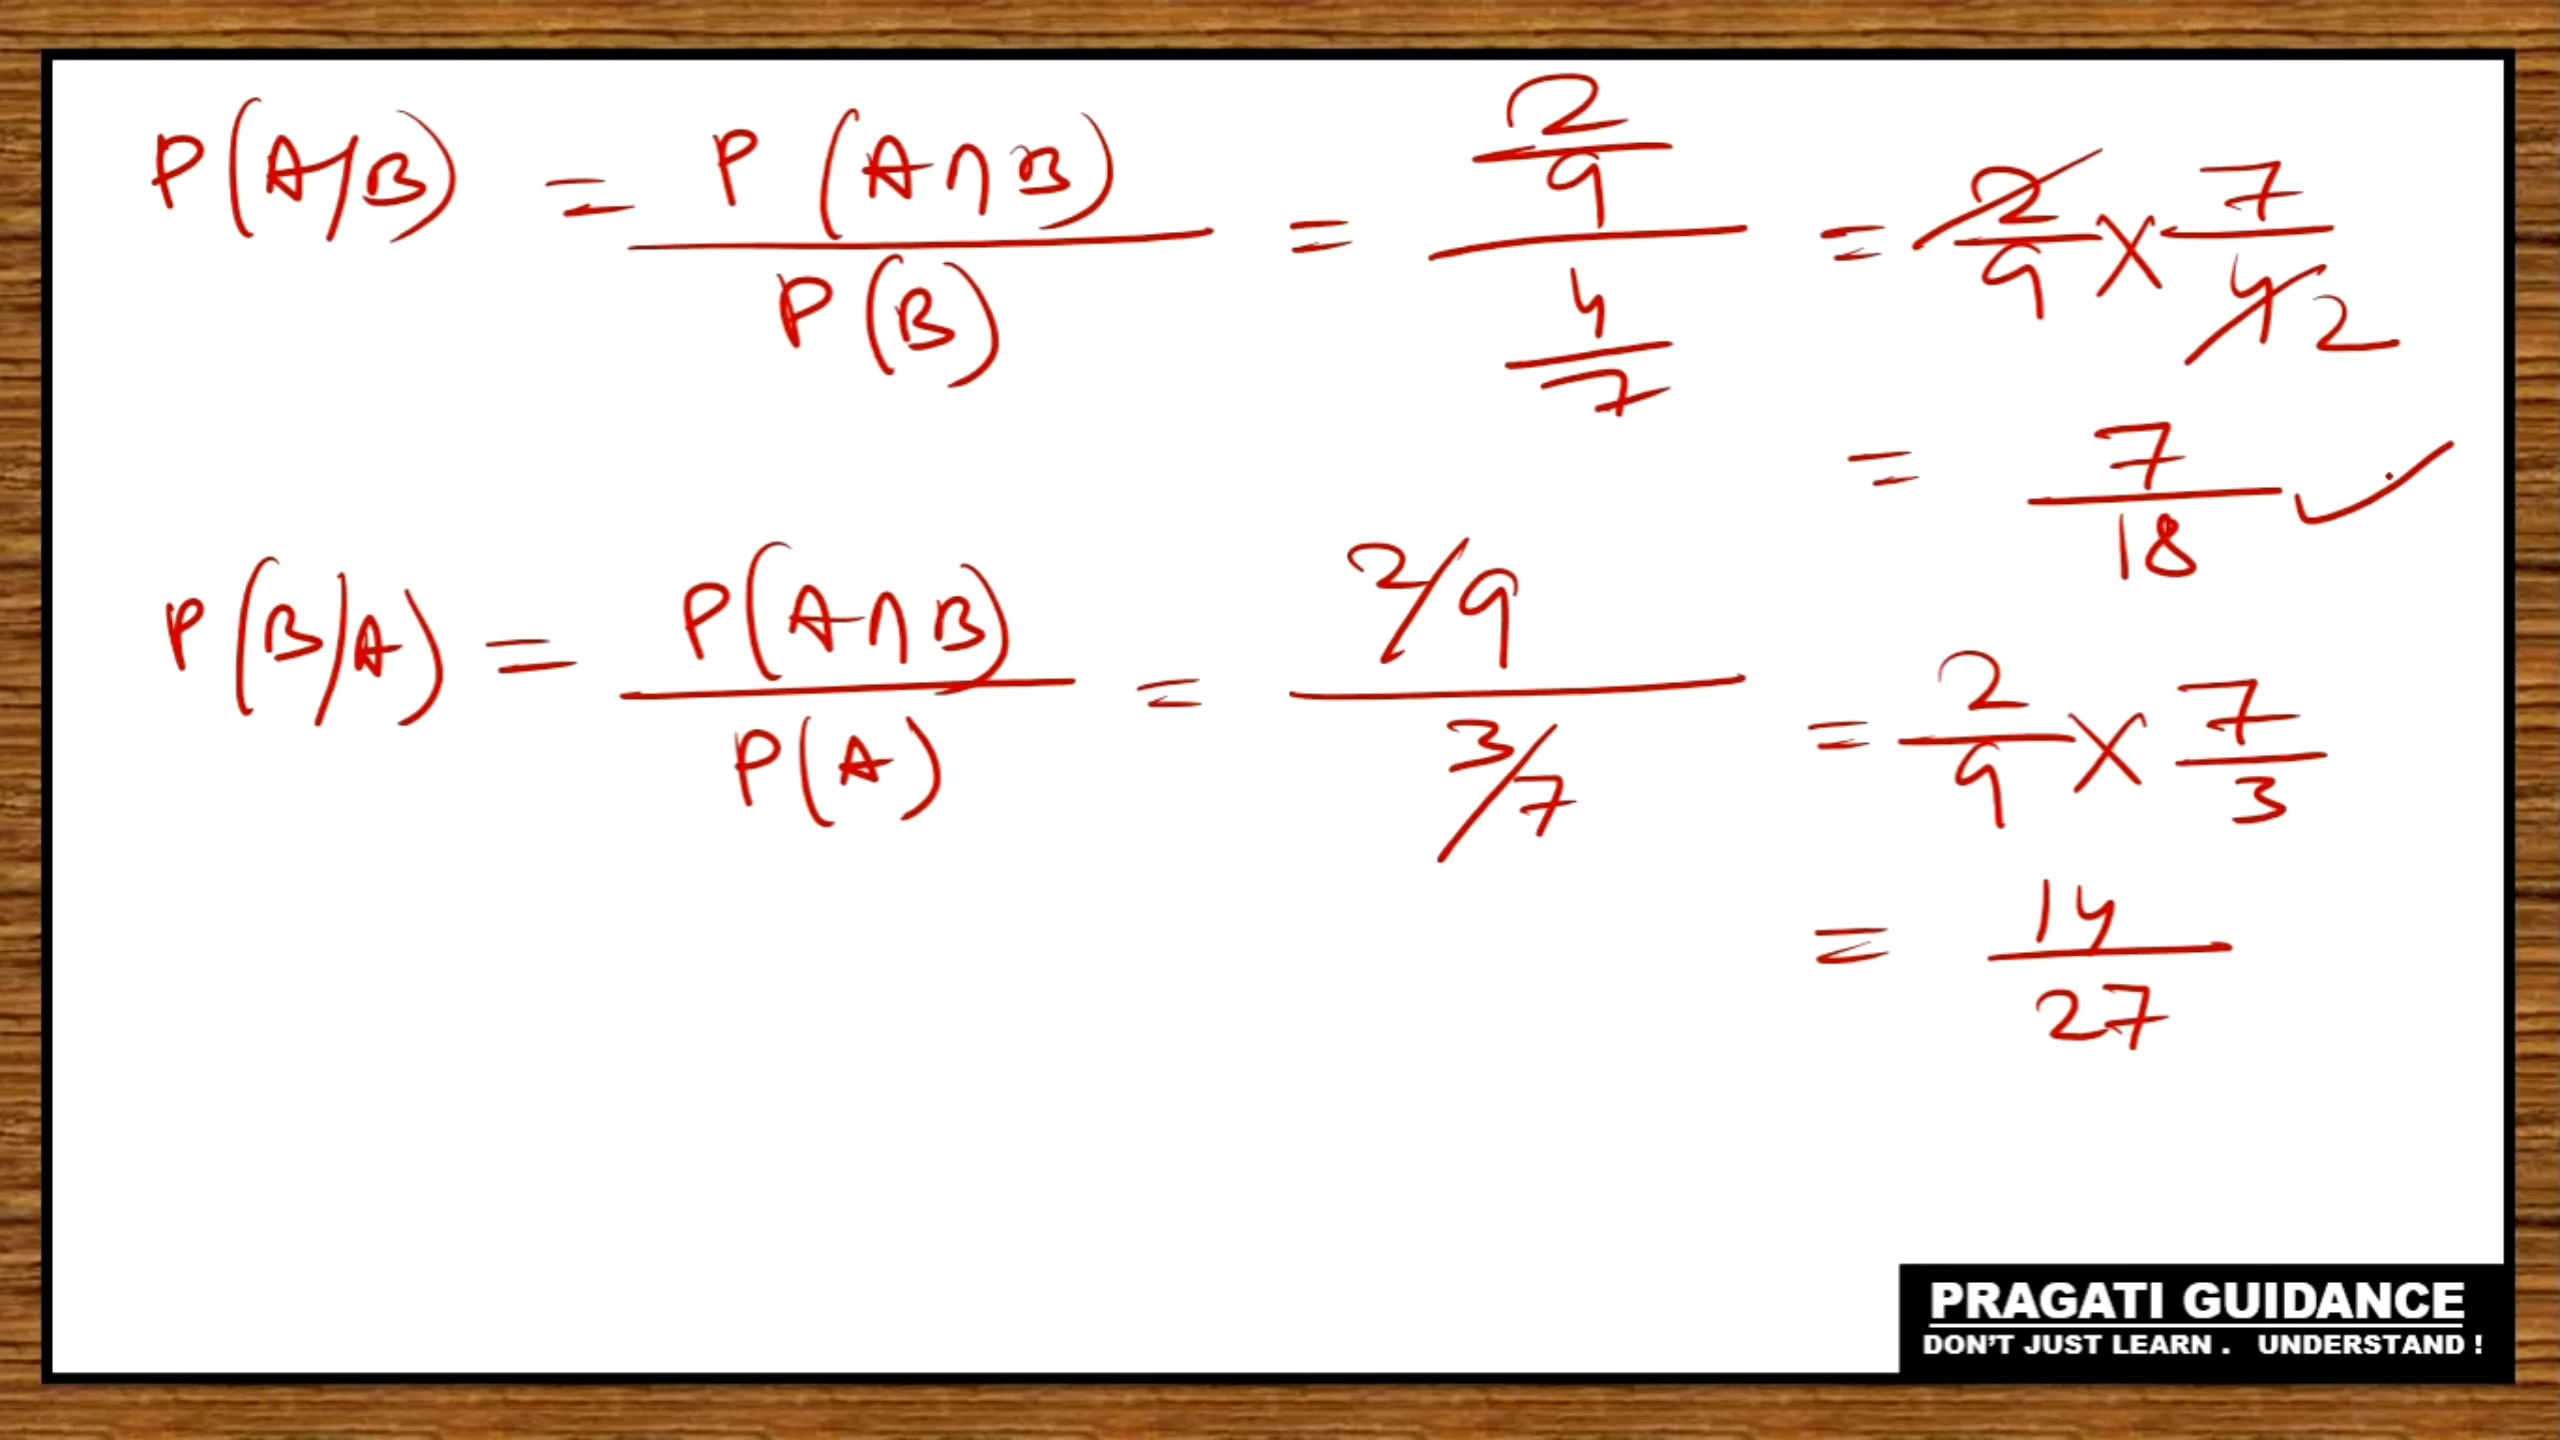 P(A/B) = P(A∩B) / P(B) = (2/9) / (4/7) = 2/9 × 7/4 2
= 7/18 ✓
P(B/A) = P(A∩B) / P(A) = (2/9) / (3/7) = 2/9 × 7/3
= 14/27
PRAGATI GUIDANCE
DON'T JUST LEARN . UNDERSTAND !